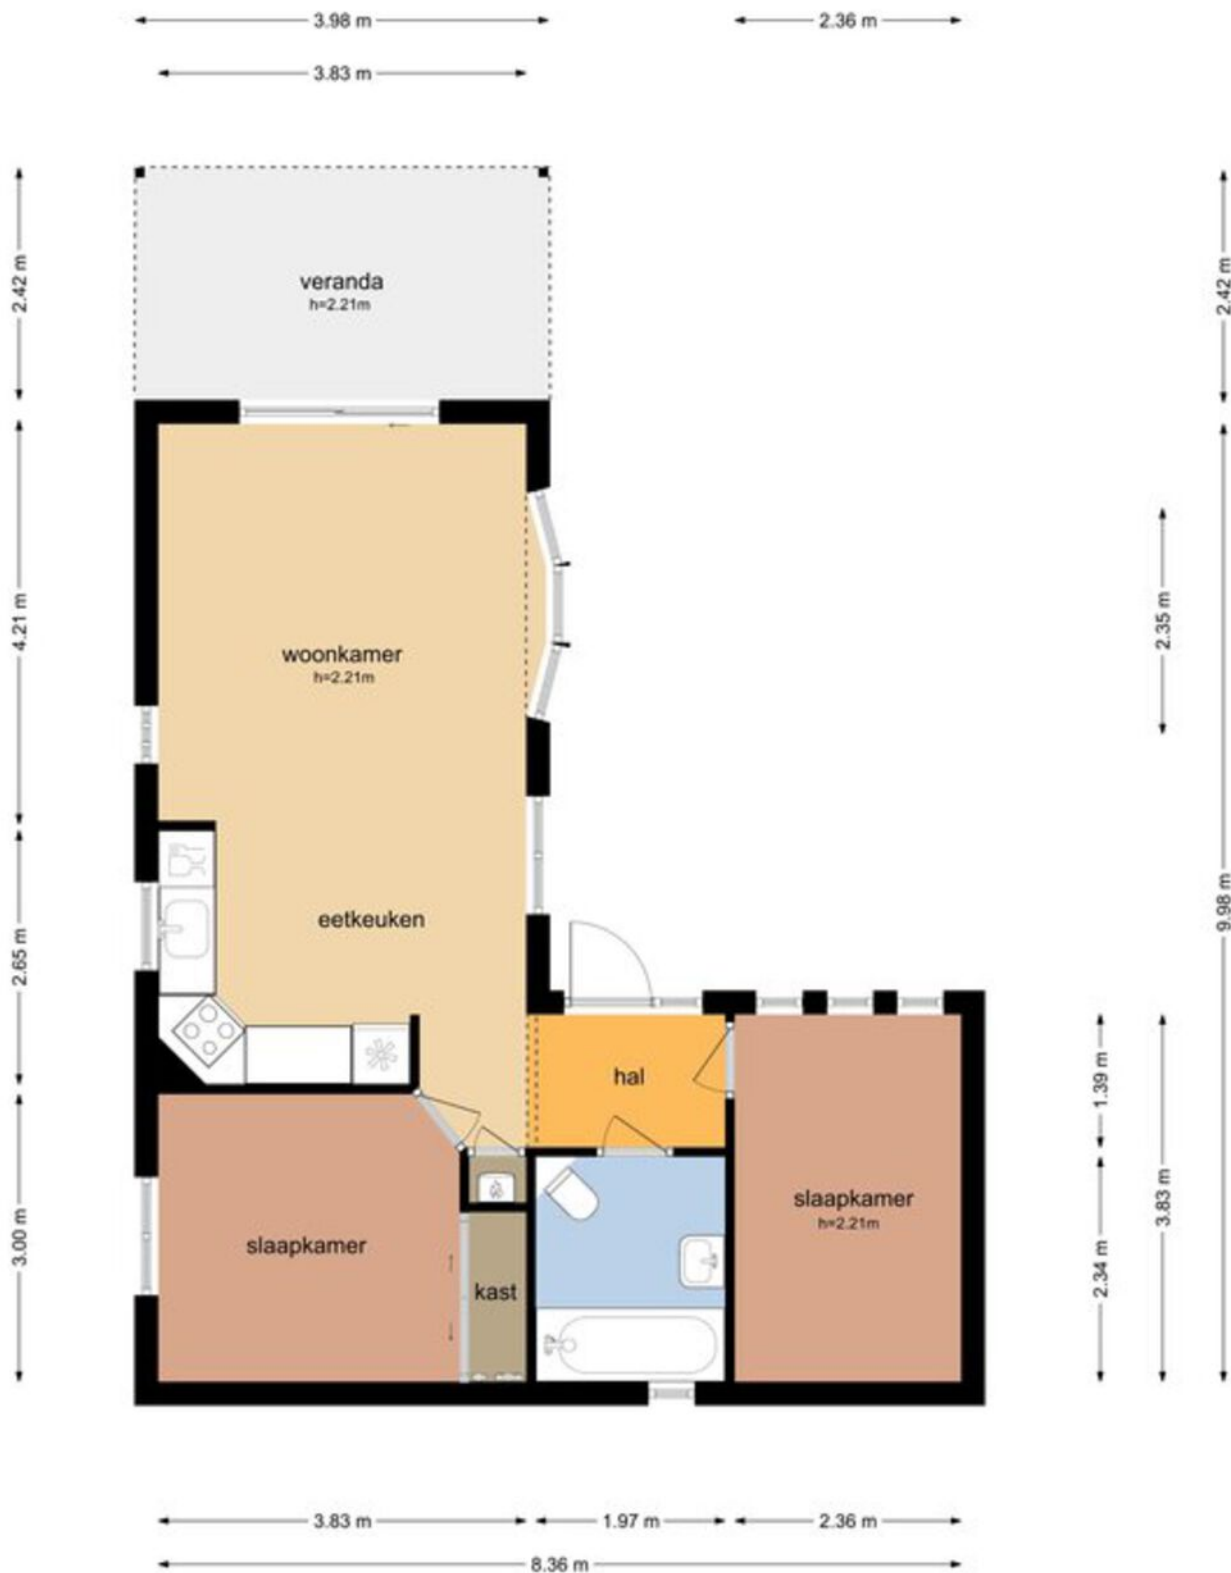 3.98 m
2.36 m
3.83 m
veranda
h=2.21m
2.42 m
2.42 m
4.21 m
2.35 m
woonkamer
h=2.21m
9.98 m
eetkeuken
2.65 m
hal
1.39 m
3.83 m
slaapkamer
h=2.21m
slaapkamer
3.00 m
2.34 m
kast
3.83 m
1.97 m
2.36 m
8.36 m